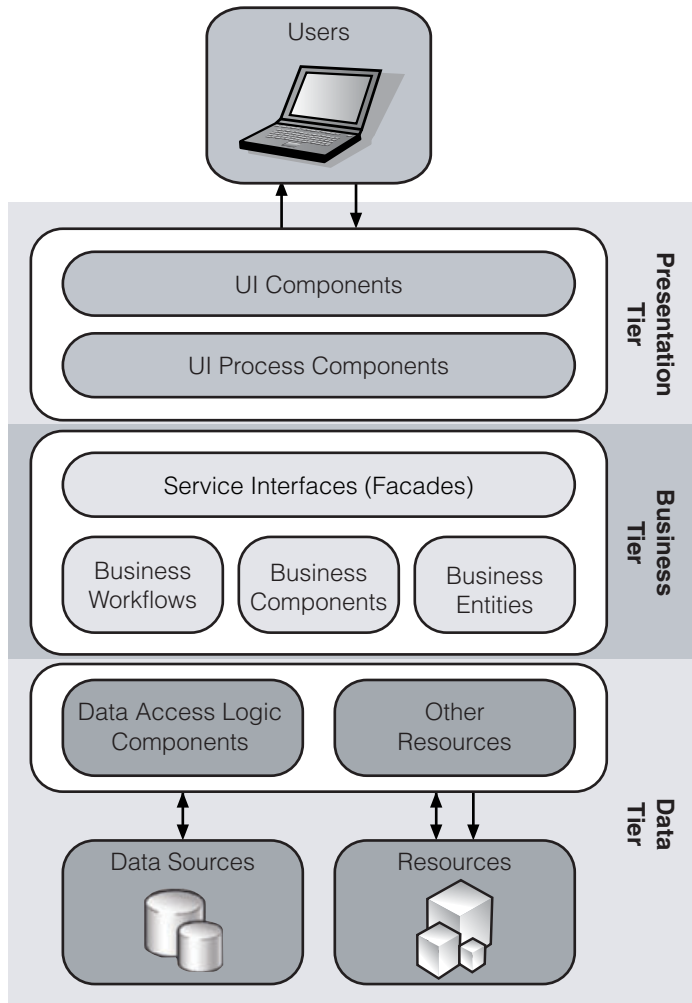 Users
UI Components
UI Process Components
Presentation
Tier
Service Interfaces (Facades)
Business
Workflows
Business
Components
Business
Entities
Business
Tier
Data Access Logic
Components
Other
Resources
Data Sources
Resources
Data
Tier